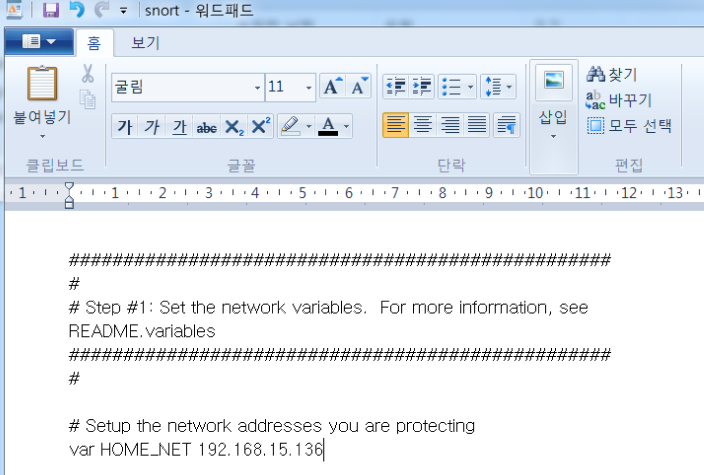 snort - 워드패드
홈 보기
굴림 11
붙여넣기
가 가 가 abc X₂ X²
A
클립보드 글꼴 단락
삽입
찾기
바꾸기
모두 선택
편집
1 1 2 3 4 5 6 7 8 9 10 11 12 13
##################################################
#
# Step #1: Set the network variables.  For more information, see
README.variables
##################################################
#
# Setup the network addresses you are protecting
var HOME_NET 192.168.15.136